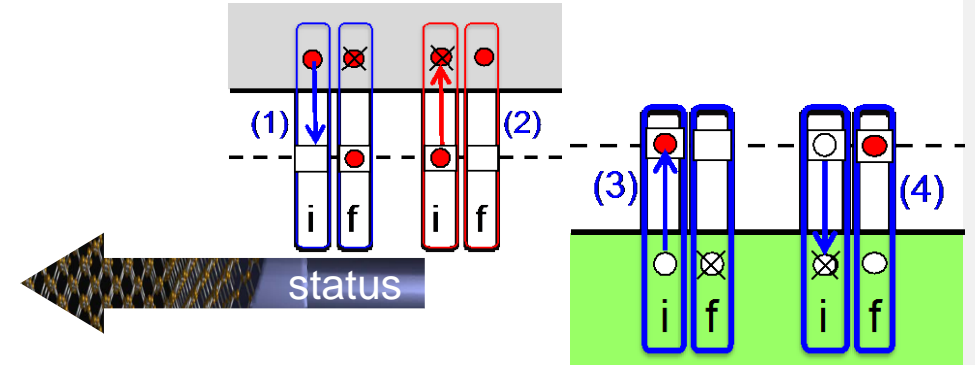 (1)
(2)
i f i f
(3)
(4)
status
i f i f